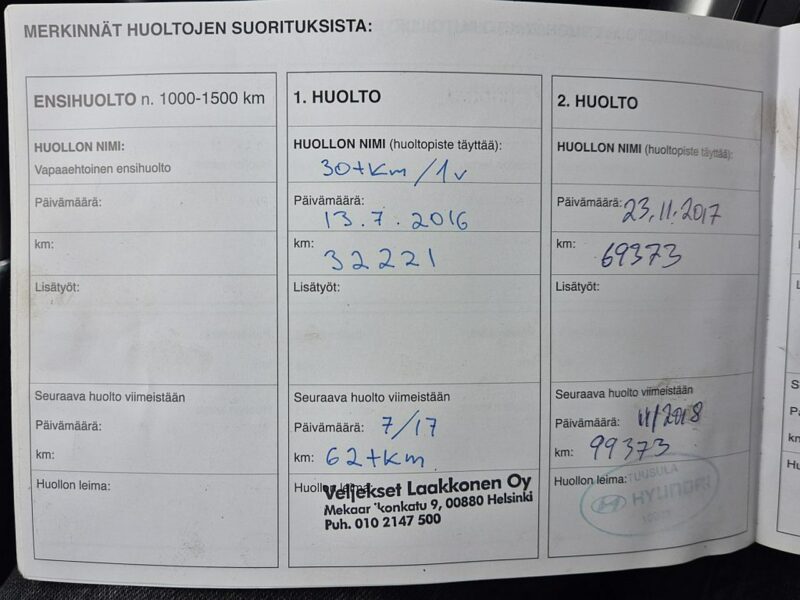 MERKINNÄT HUOLTOJEN SUORITUKSISTA:
ENSIHUOLTO n. 1000-1500 km
HUOLLON NIMI:
Vapaaehtoinen ensihuolto
Päivämäärä:
km:
Lisätyöt:
Seuraava huolto viimeistään
Päivämäärä:
km:
Huollon leima:
1. HUOLTO
HUOLLON NIMI (huoltopiste täyttää):
30tkm/1v
Päivämäärä:
13.7.2016
km:
32221
Lisätyöt:
Seuraava huolto viimeistään
Päivämäärä: 7/17
km: 62tkm
Veljekset Laakkonen Oy
konkatu 9, 00880 Helsinki
Puh. 010 2147 500
2. HUOLTO
HUOLLON NIMI (huoltopiste täyttää):
Päivämäärä: 23.11.2017
km: 69373
Lisätyöt:
Seuraava huolto viimeistään
Päivämäärä: 11/2018
km: 99373
Huollon leima:
TUUSULA
HYUNDAI